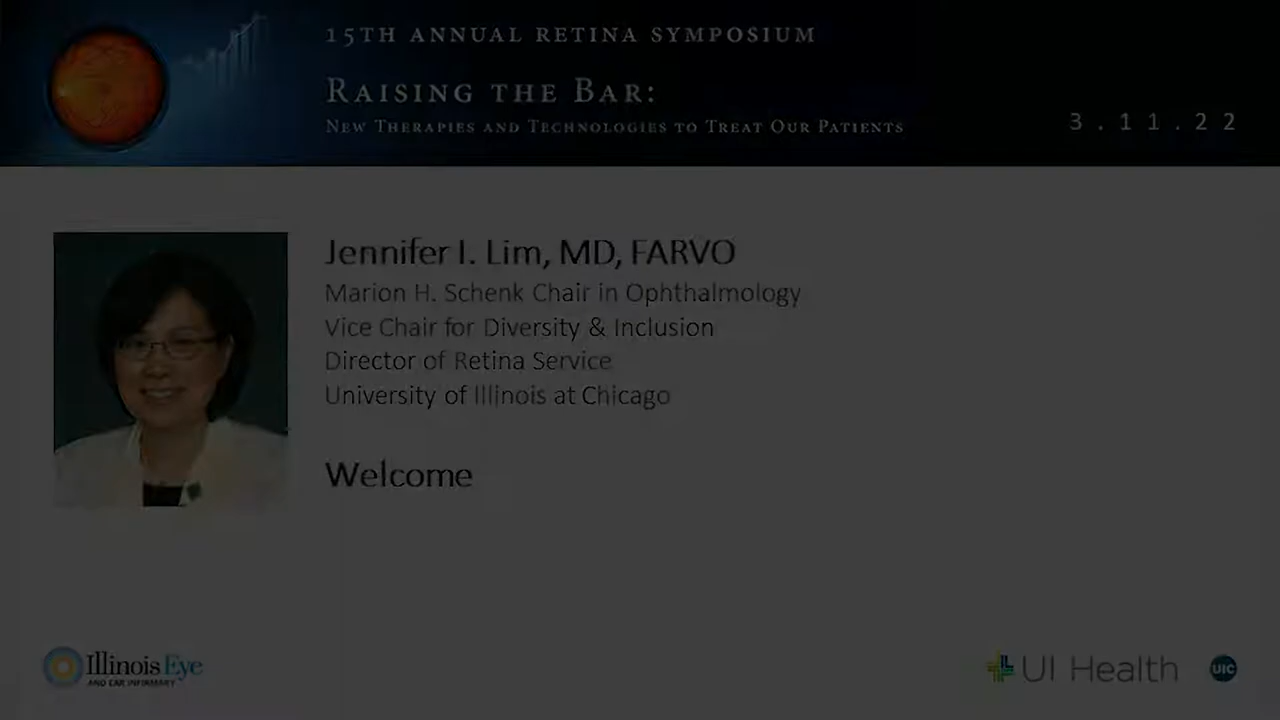 15TH ANNUAL RETINA SYMPOSIUM
RAISING THE BAR:
NEW THERAPIES AND TECHNOLOGIES TO TREAT OUR PATIENTS
3.11.22
Jennifer I. Lim, MD, FARVO
Marion H. Schenk Chair in Ophthalmology
Vice Chair for Diversity & Inclusion
Director of Retina Service
University of Illinois at Chicago
Welcome
Illinois Eye
AND EAR INFIRMARY
UI Health
UIC